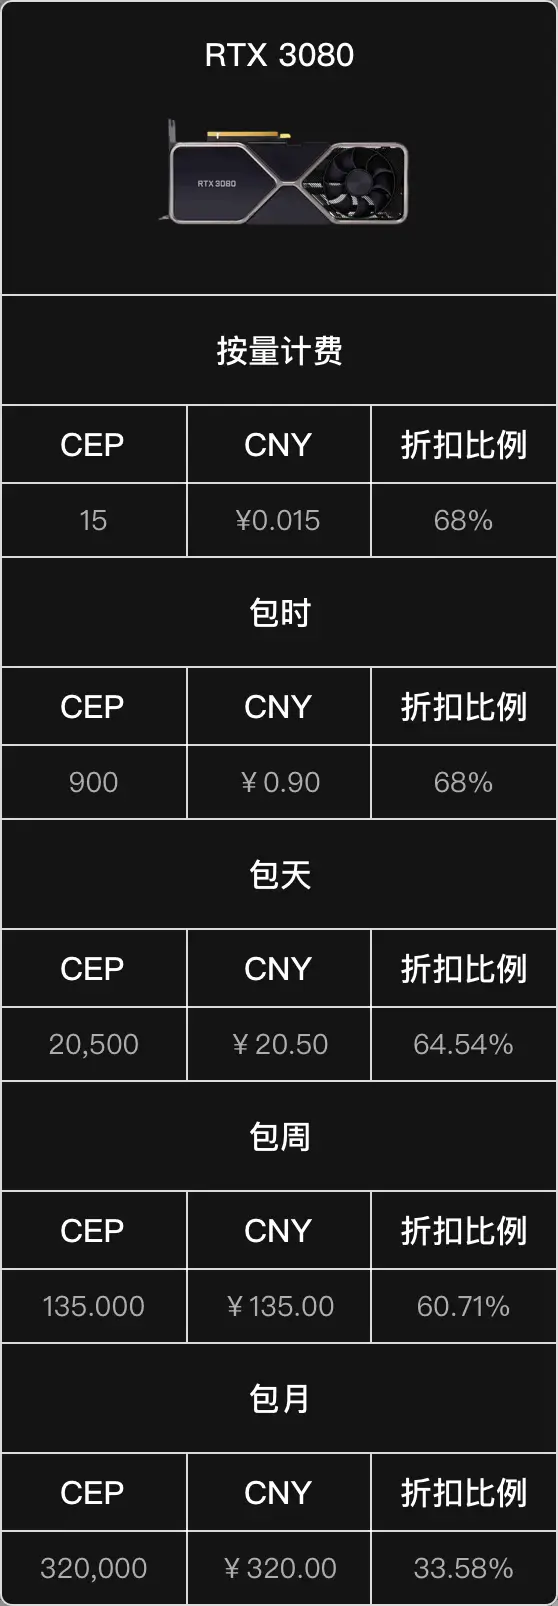 RTX 3080
RTX 3080
按量计费
CEP CNY 折扣比例
15 ¥0.015 68%
包时
CEP CNY 折扣比例
900 ¥ 0.90 68%
包天
CEP CNY 折扣比例
20,500 ¥ 20.50 64.54%
包周
CEP CNY 折扣比例
135.000 ¥ 135.00 60.71%
包月
CEP CNY 折扣比例
320,000 ¥ 320.00 33.58%